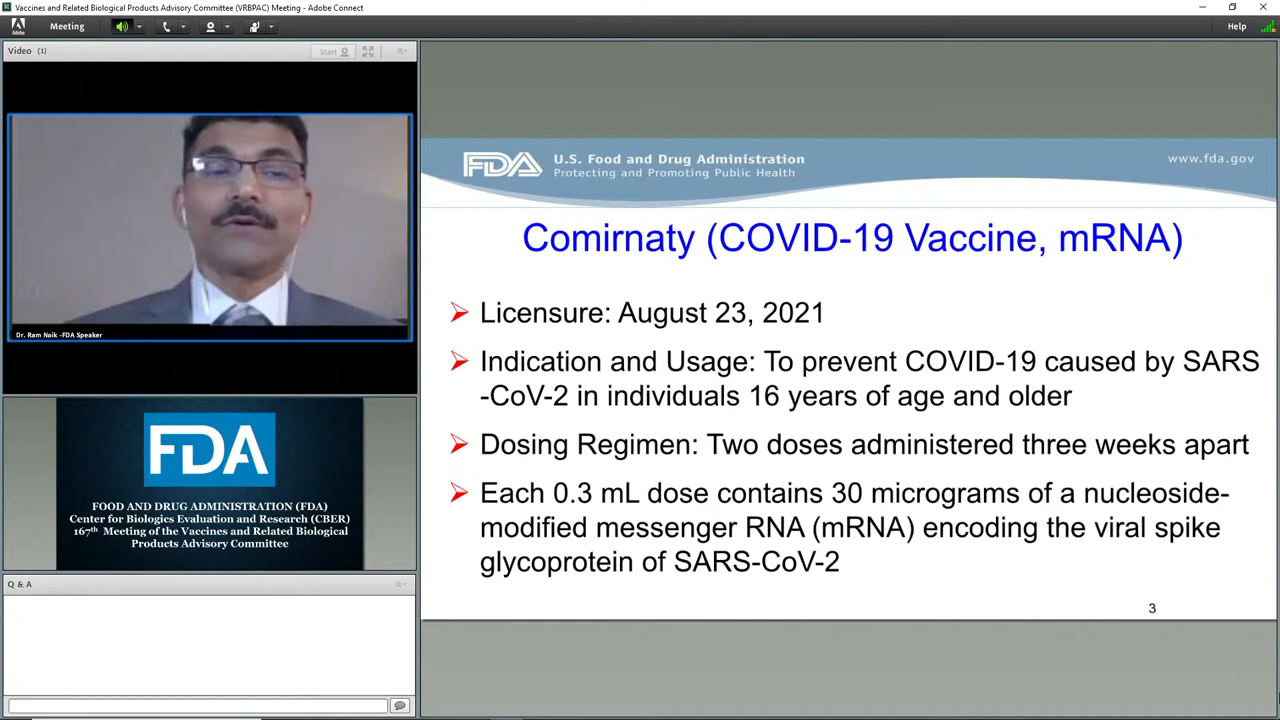 Vaccines and Related Biological Products Advisory Committee (VRBPAC) Meeting - Adobe Connect
Adobe
Meeting
Help
Video (1)
Start
Dr. Ram Naik -FDA Speaker
FDA
FOOD AND DRUG ADMINISTRATION (FDA)
Center for Biologics Evaluation and Research (CBER)
167th Meeting of the Vaccines and Related Biological
Products Advisory Committee
Q & A
FDA U.S. Food and Drug Administration
Protecting and Promoting Public Health
www.fda.gov
Comirnaty (COVID-19 Vaccine, mRNA)
Licensure: August 23, 2021
Indication and Usage: To prevent COVID-19 caused by SARS
-CoV-2 in individuals 16 years of age and older
Dosing Regimen: Two doses administered three weeks apart
Each 0.3 mL dose contains 30 micrograms of a nucleoside-
modified messenger RNA (mRNA) encoding the viral spike
glycoprotein of SARS-CoV-2
3